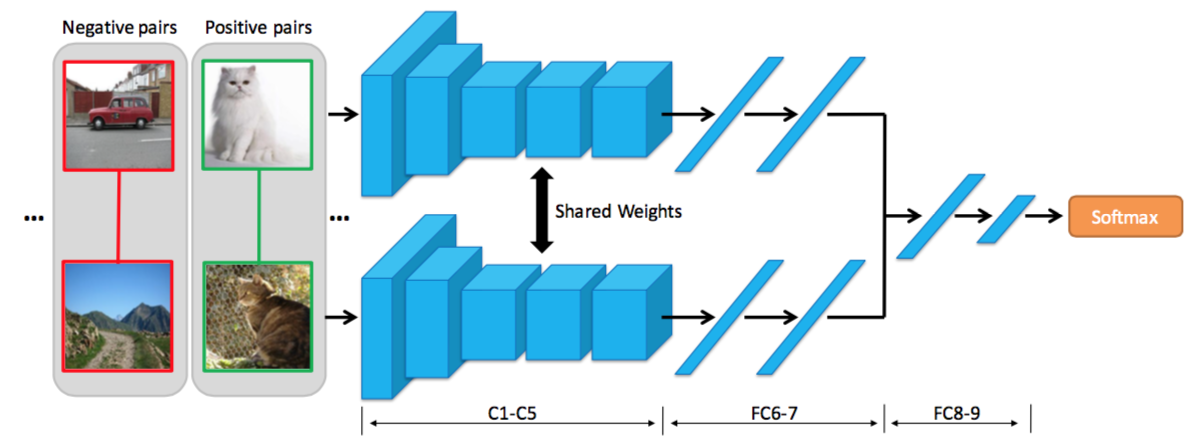 Negative pairs
Positive pairs
...
...
Shared Weights
Softmax
C1-C5
FC6-7
FC8-9